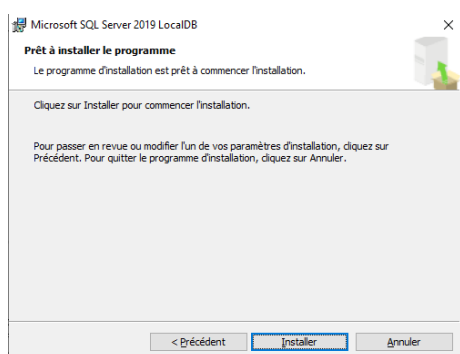 Microsoft SQL Server 2019 LocalDB
Prêt à installer le programme
Le programme d'installation est prêt à commencer l'installation.
Cliquez sur Installer pour commencer l'installation.
Pour passer en revue ou modifier l'un de vos paramètres d'installation, cliquez sur
Précédent. Pour quitter le programme d'installation, cliquez sur Annuler.
< Précédent
Installer
Annuler